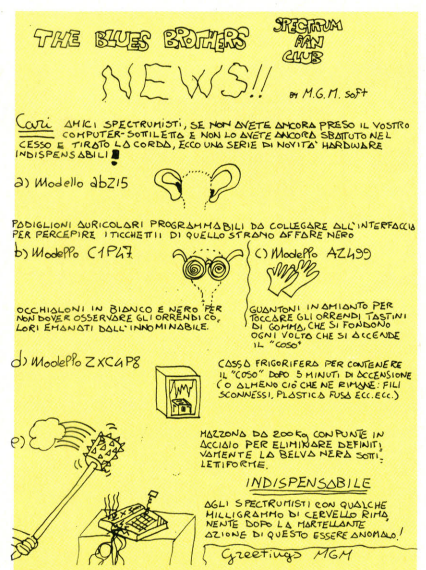 THE BLUES BROTHERS
SPECTRUM
FAN
CLUB
NEWS!!
BY M.G.M. SOFT
Cari AMICI SPECTRUMISTI, SE NON AVETE ANCORA PRESO IL VOSTRO
COMPUTER-SOTTILETTA E NON LO AVETE ANCORA SBATTUTO NEL
CESSO E TIRATO LA CORDA, ECCO UNA SERIE DI NOVITA' HARDWARE
INDISPENSABILI!
a) Modello abZ15
PADIGLIONI AURICOLARI PROGRAMMABILI DA COLLEGARE ALL'INTERFACCIA
PER PERCEPIRE I TICCHETTII DI QUELLO STRANO AFFARE NERO
b) Modello C1P47
OCCHIALONI IN BIANCO E NERO PER
NON DOVER OSSERVARE GLI ORRENDI CO,
LORI EMANATI DALL'INNOMINABILE.
c) Modello AZ499
GUANTONI IN AMIANTO PER
TOCCARE GLI ORRENDI TASTINI
DI GOMMA, CHE SI FONDONO
OGNI VOLTA CHE SI ACCENDE
IL "COSO"
d) Modello ZXC4P8
CASSA FRIGORIFERA PER CONTENERE
IL "COSO" DOPO 5 MINUTI DI ACCENSIONE
(O ALMENO CIÓ CHE NE RIMANE: FILI
SCONNESSI, PLASTICA FUSA ECC. ECC.)
e)
MAZZONA DA 200 Kg CON PUNTE IN
ACCIAIO PER ELIMINARE DEFINITI,
VAMENTE LA BELVA NERA SOTTI,
LETIFORME.
INDISPENSABILE
AGLI SPECTRUMISTI CON QUALCHE
MILLIGRAMMO DI CERVELLO RIMA,
NENTE DOPO LA MARTELLANTE
AZIONE DI QUESTO ESSERE ANOMALO!
Greetings MGM